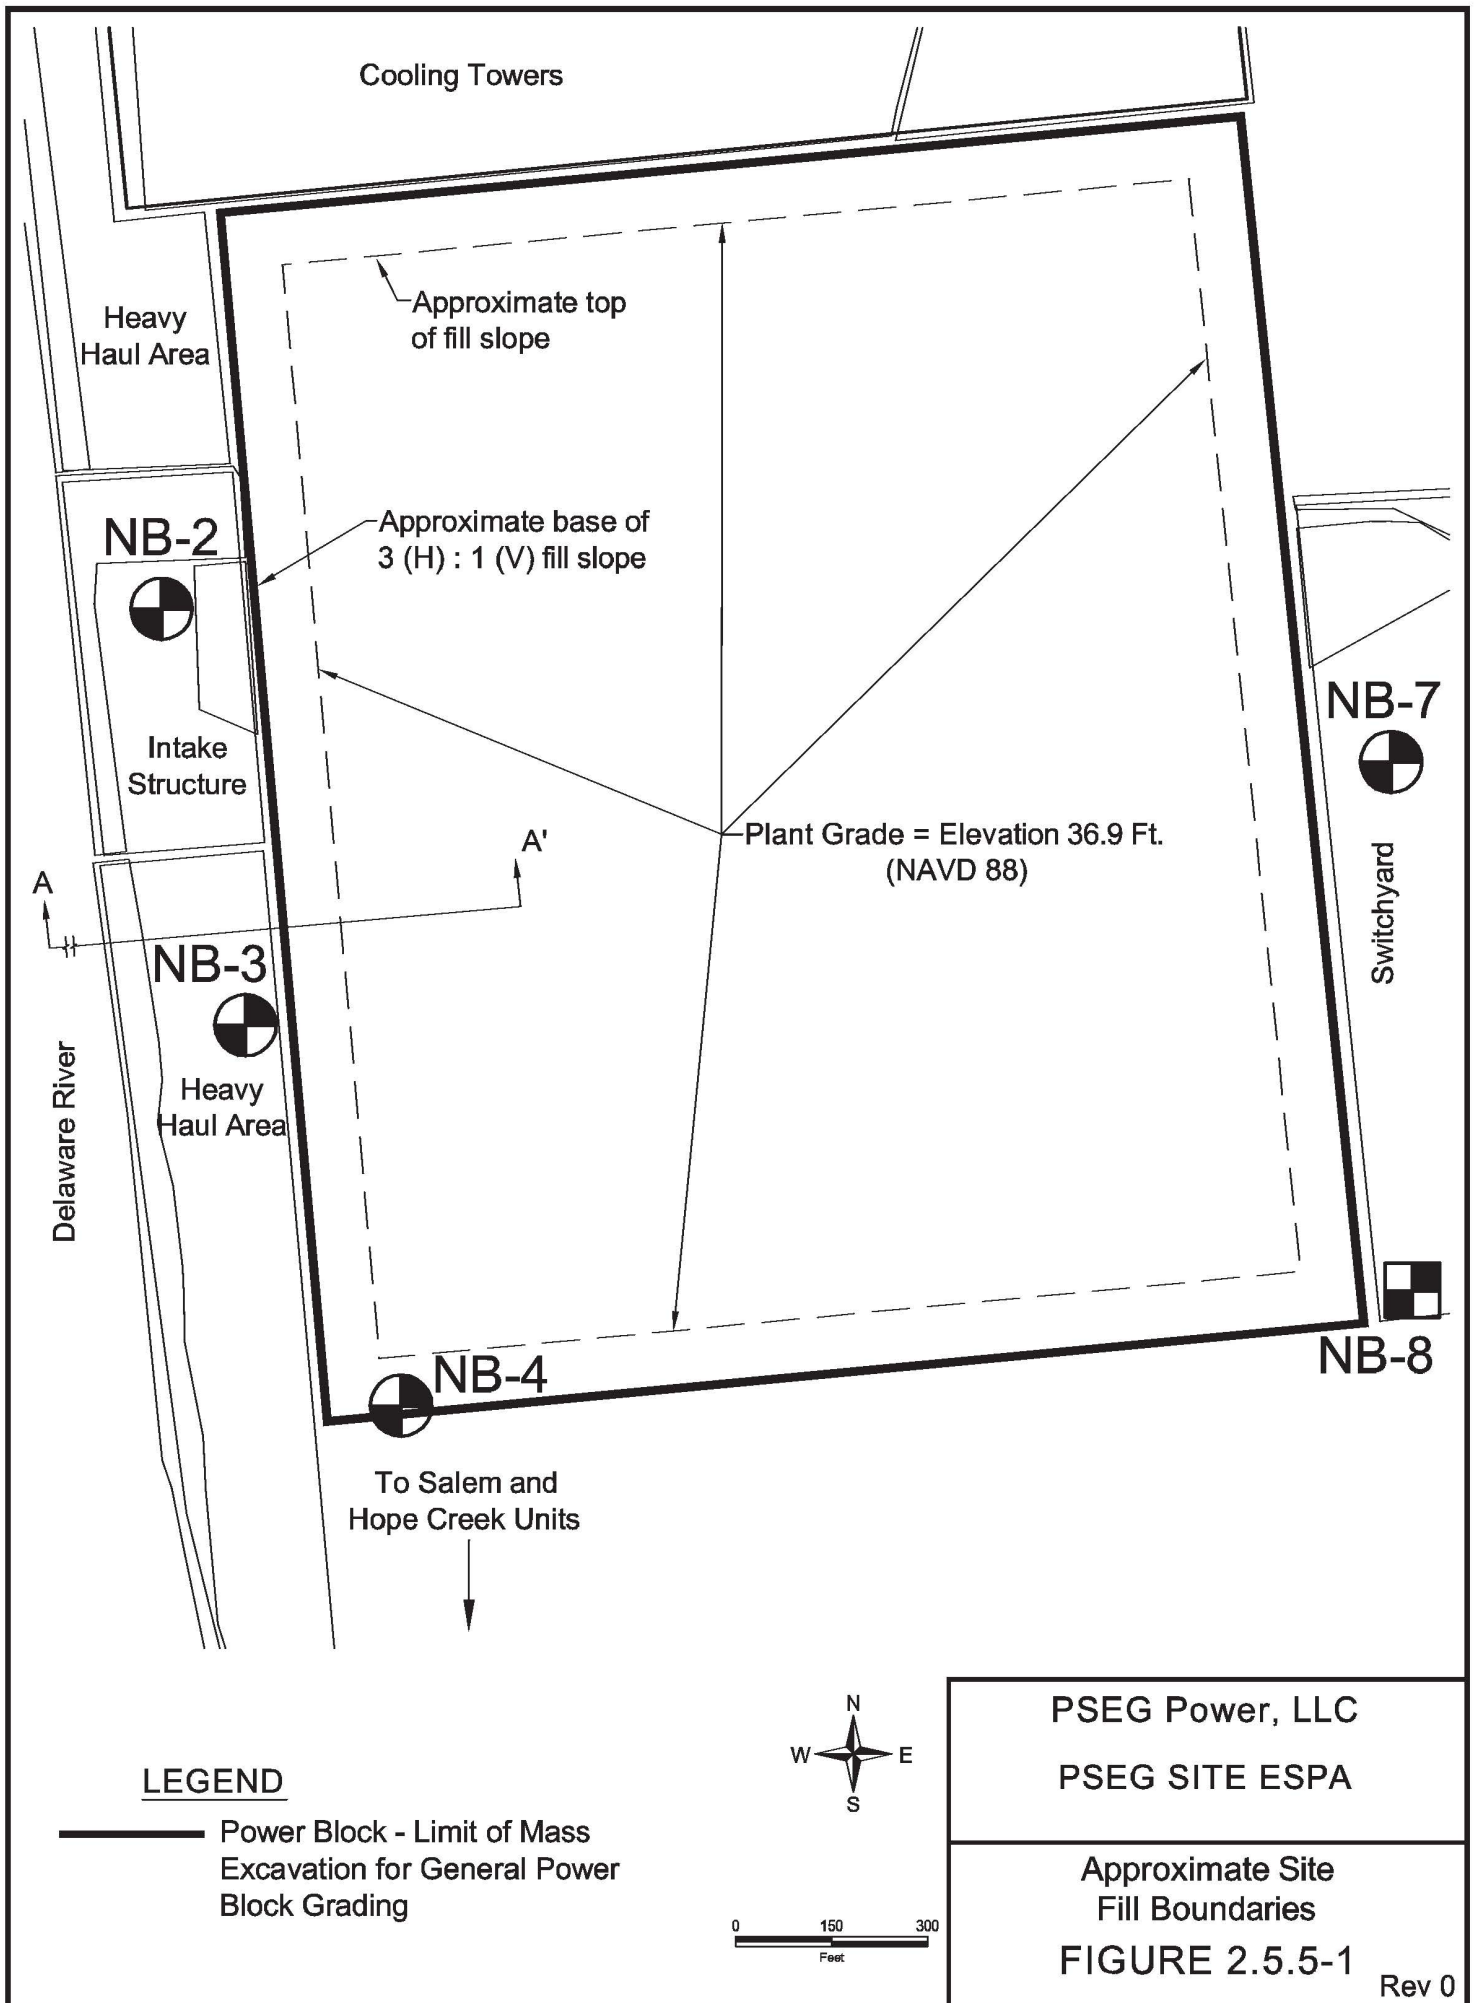 Cooling Towers
Approximate top
of fill slope
Heavy
Haul Area
Approximate base of
3 (H) : 1 (V) fill slope
NB-2
Intake
Structure
NB-7
Plant Grade = Elevation 36.9 Ft.
(NAVD 88)
A'
A
Switchyard
NB-3
Delaware River
Heavy
Haul Area
NB-8
NB-4
To Salem and
Hope Creek Units
N
W E
S
LEGEND
Power Block - Limit of Mass
Excavation for General Power
Block Grading
0 150 300
Feet
PSEG Power, LLC
PSEG SITE ESPA
Approximate Site
Fill Boundaries
FIGURE 2.5.5-1
Rev 0